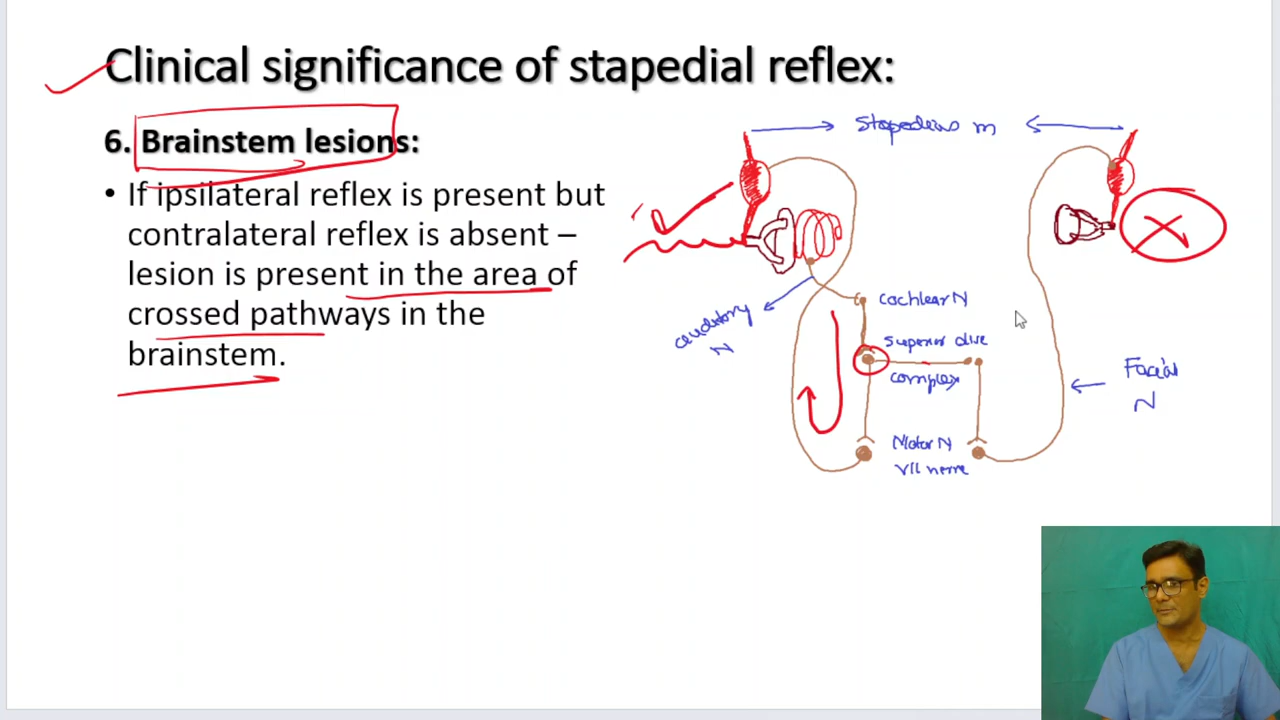 Clinical significance of stapedial reflex:
6. Brainstem lesions:
• If ipsilateral reflex is present but
contralateral reflex is absent –
lesion is present in the area of
crossed pathways in the
brainstem.
Stapedius m
cochlear N
auditory
N
superior olive
complex
Facial
N
Motor N
VII nerve